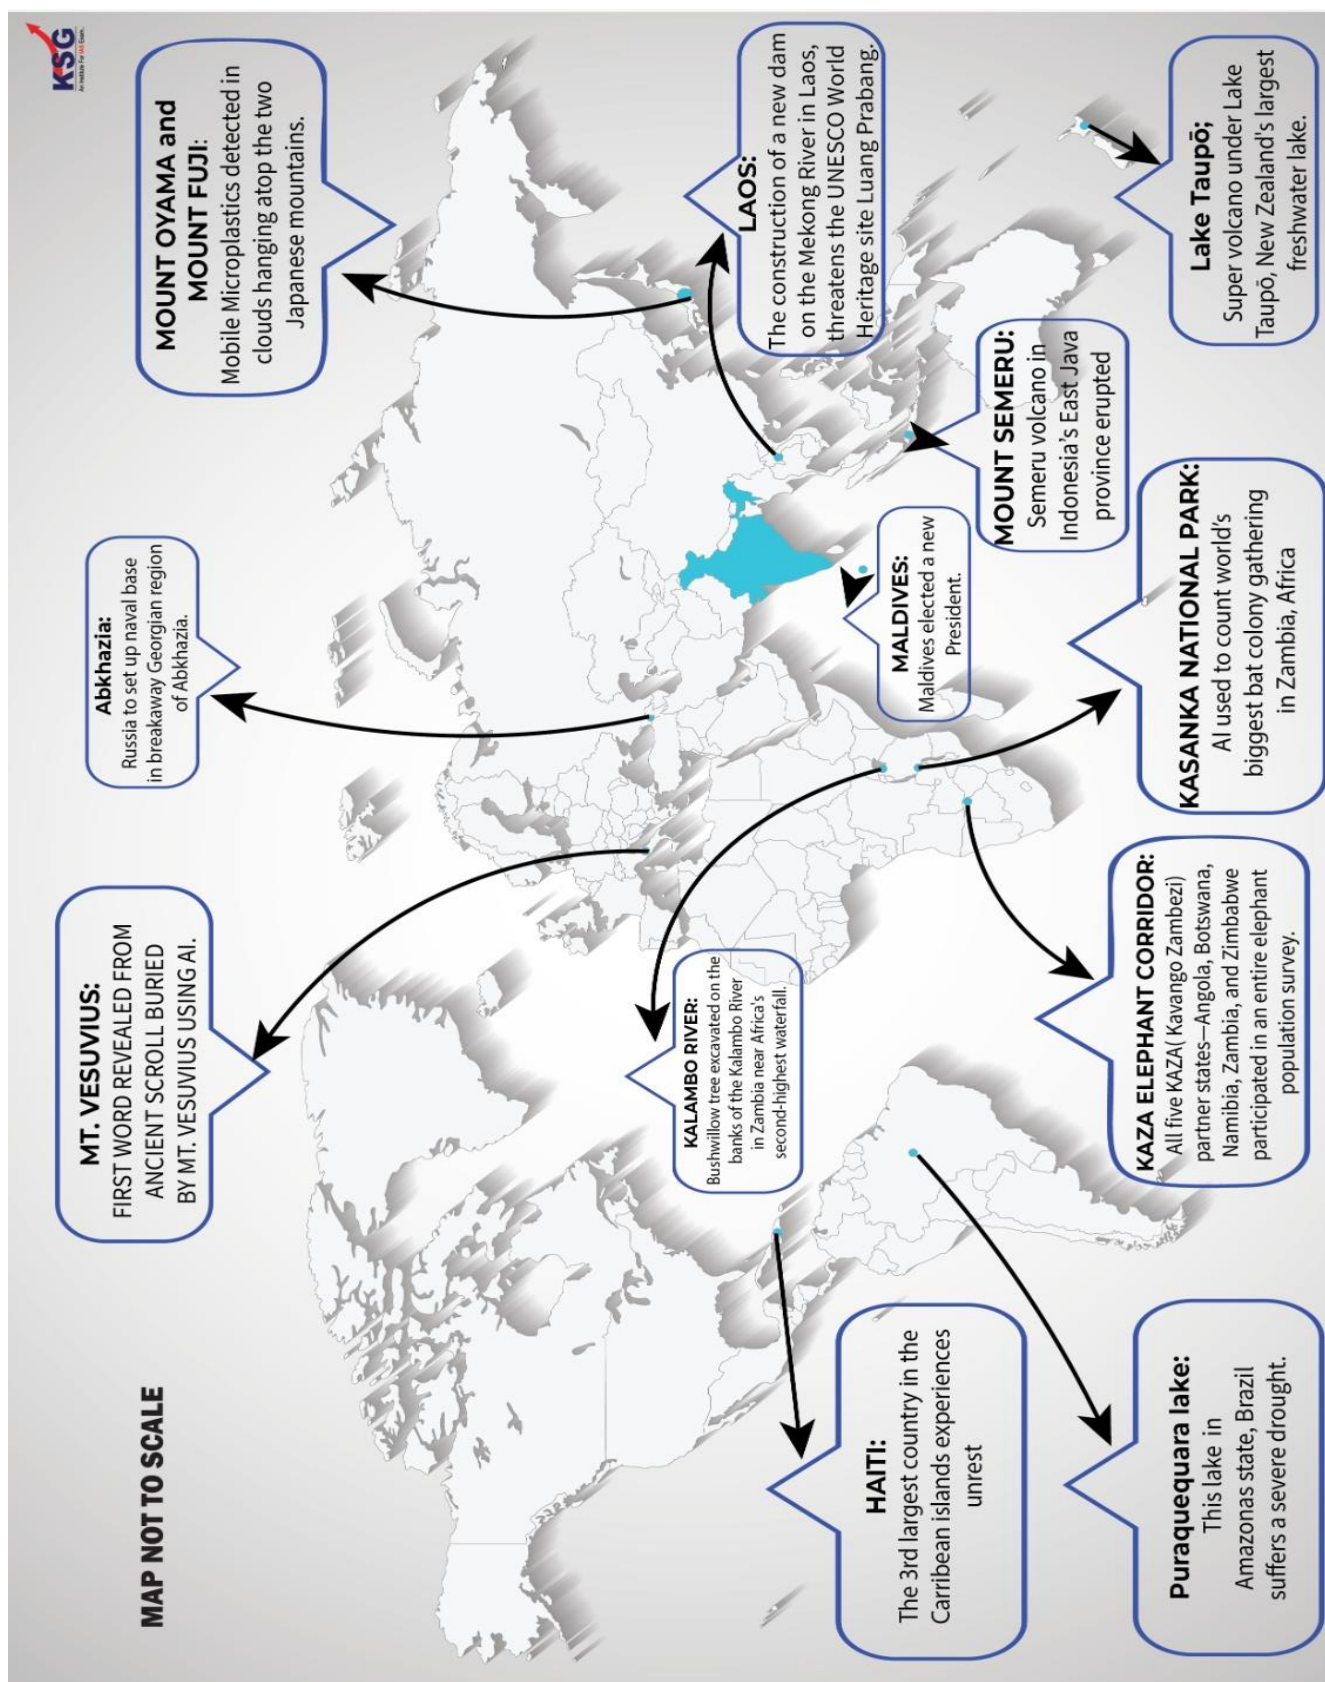 MAP NOT TO SCALE
KSG
An Institute For IAS Exam..
MT. VESUVIUS:
FIRST WORD REVEALED FROM
ANCIENT SCROLL BURIED
BY MT. VESUVIUS USING AI.
Abkhazia:
Russia to set up naval base
in breakaway Georgian region
of Abkhazia.
MOUNT OYAMA and
MOUNT FUJI:
Mobile Microplastics detected in
clouds hanging atop the two
Japanese mountains.
KALAMBO RIVER:
Bushwillow tree excavated on the
banks of the Kalambo River
in Zambia near Africa's
second-highest waterfall.
LAOS:
The construction of a new dam
on the Mekong River in Laos,
threatens the UNESCO World
Heritage site Luang Prabang.
HAITI:
The 3rd largest country in the
Carribean islands experiences
unrest
MALDIVES:
Maldives elected a new
President.
MOUNT SEMERU:
Semeru volcano in
Indonesia's East Java
province erupted
Puraquequara lake:
This lake in
Amazonas state, Brazil
suffers a severe drought.
KAZA ELEPHANT CORRIDOR:
All five KAZA( Kavango Zambezi)
partner states—Angola, Botswana,
Namibia, Zambia, and Zimbabwe
participated in an entire elephant
population survey.
KASANKA NATIONAL PARK:
AI used to count world's
biggest bat colony gathering
in Zambia, Africa
Lake Taupō;
Super volcano under Lake
Taupō, New Zealand's largest
freshwater lake.